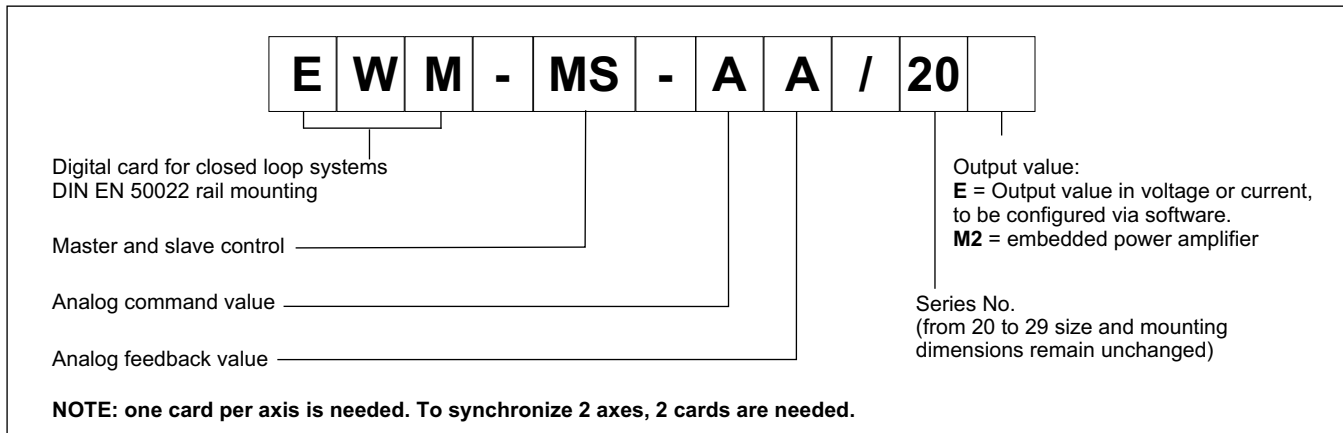 EWM - MS - AA / 20
Digital card for closed loop systems
DIN EN 50022 rail mounting
Master and slave control
Analog command value
Analog feedback value
Output value:
E = Output value in voltage or current,
to be configured via software.
M2 = embedded power amplifier
Series No.
(from 20 to 29 size and mounting
dimensions remain unchanged)
NOTE: one card per axis is needed. To synchronize 2 axes, 2 cards are needed.